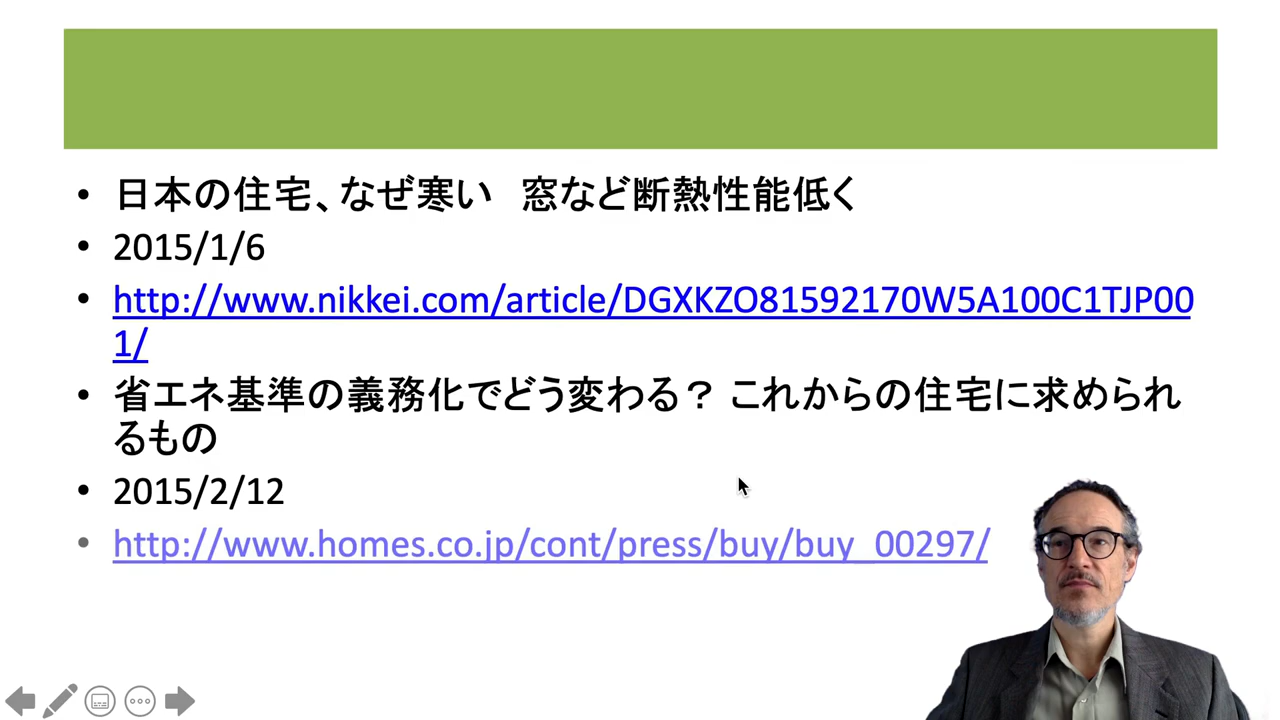 • 日本の住宅、なぜ寒い　窓など断熱性能低く
• 2015/1/6
• http://www.nikkei.com/article/DGXKZO81592170W5A100C1TJP00
1/
• 省エネ基準の義務化でどう変わる？ これからの住宅に求められ
るもの
• 2015/2/12
• http://www.homes.co.jp/cont/press/buy/buy_00297/